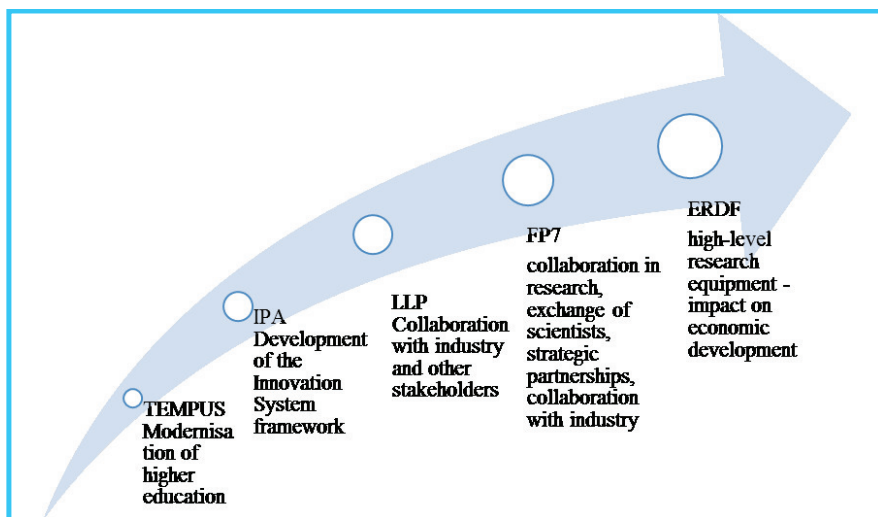 TEMPUS
Modernisa
tion of
higher
education
IPA
Development
of the
Innovation
System
framework
LLP
Collaboration
with industry
and other
stakeholders
FP7
collaboration in
research,
exchange of
scientists,
strategic
partnerships,
collaboration
with industry
ERDF
high-level
research
equipment -
impact on
economic
development